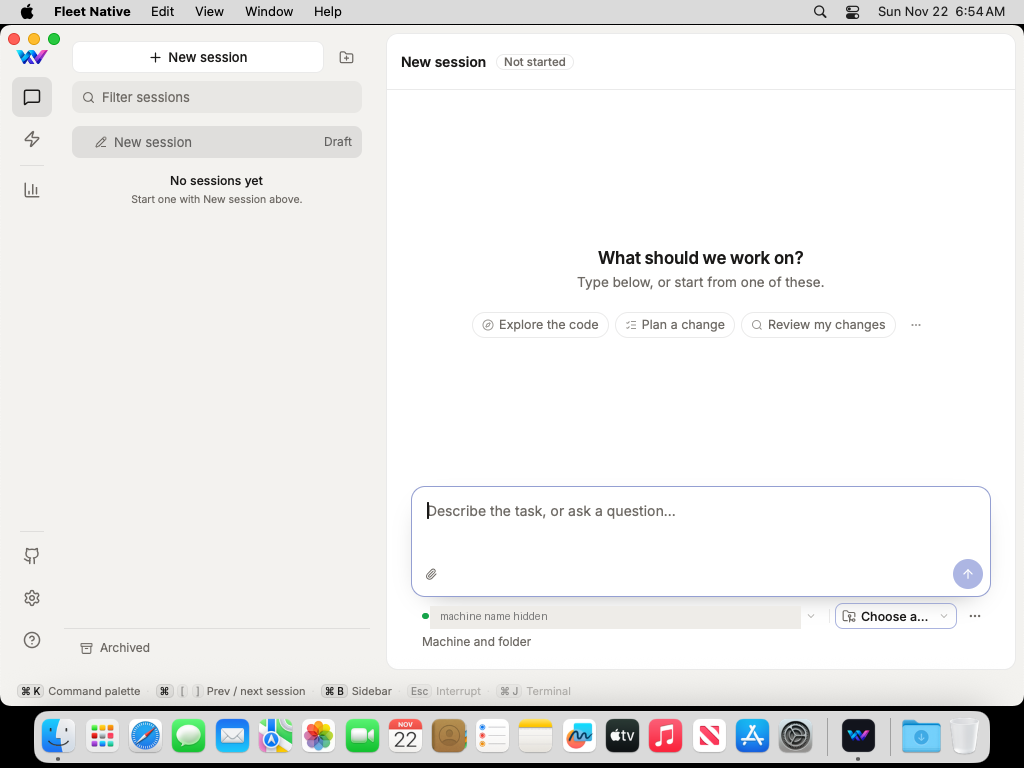 Fleet Native Edit View Window Help Sun Nov 22 6:54 AM
New session
Filter sessions
New session Draft
No sessions yet
Start one with New session above.
Archived
New session Not started
What should we work on?
Type below, or start from one of these.
Explore the code Plan a change Review my changes ...
Describe the task, or ask a question...
machine name hidden Choose a... ...
Machine and folder
⌘ K Command palette · ⌘ [ ] Prev / next session · ⌘ B Sidebar · Esc Interrupt · ⌘ J Terminal
NOV
22
tv